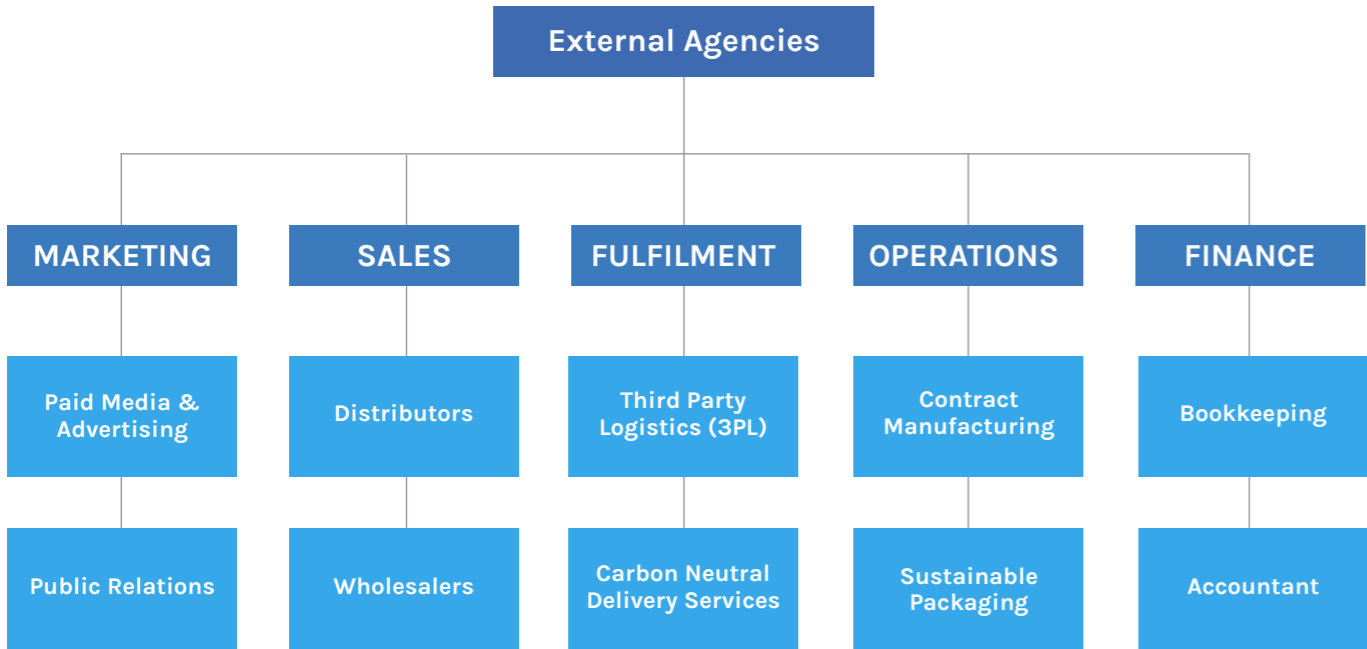 External Agencies
MARKETING
SALES
FULFILMENT
OPERATIONS
FINANCE
Paid Media &
Advertising
Distributors
Third Party
Logistics (3PL)
Contract
Manufacturing
Bookkeeping
Public Relations
Wholesalers
Carbon Neutral
Delivery Services
Sustainable
Packaging
Accountant